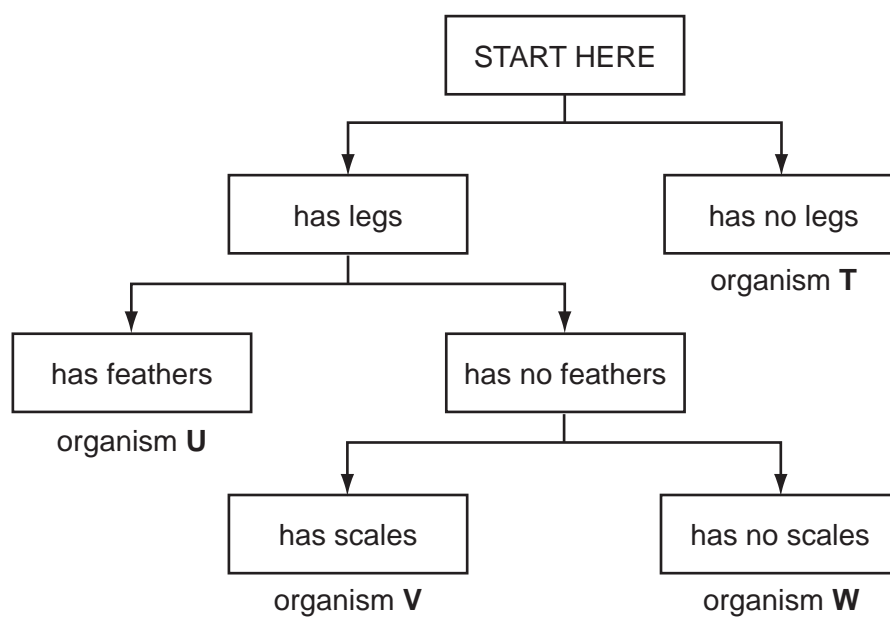 START HERE
has legs
has no legs
organism T
has feathers
has no feathers
organism U
has scales
has no scales
organism V
organism W